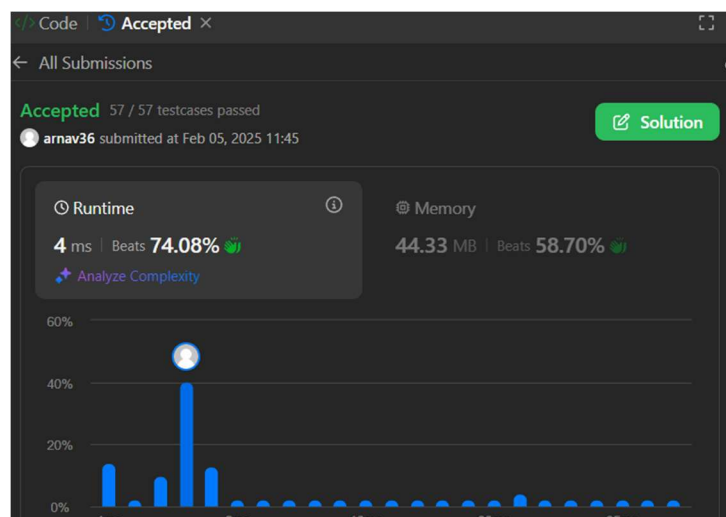 </> Code | Accepted ×
← All Submissions
Accepted 57 / 57 testcases passed
arnav36 submitted at Feb 05, 2025 11:45
Solution
Runtime
4 ms | Beats 74.08%
Analyze Complexity
Memory
44.33 MB | Beats 58.70%
60%
40%
20%
0%